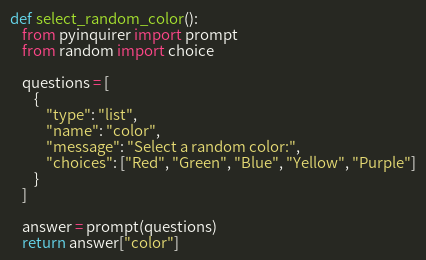 def select_random_color():
    from pyinquirer import prompt
    from random import choice

    questions = [
        {
            "type": "list",
            "name": "color",
            "message": "Select a random color:",
            "choices": ["Red", "Green", "Blue", "Yellow", "Purple"]
        }
    ]

    answer = prompt(questions)
    return answer["color"]